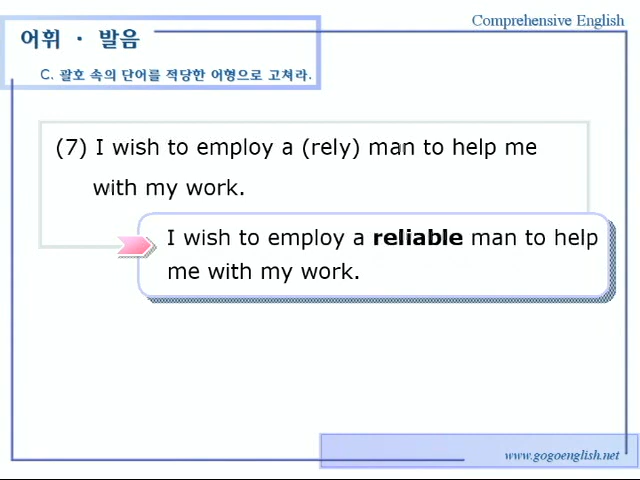 Comprehensive English
어휘 · 발음
C. 괄호 속의 단어를 적당한 어형으로 고쳐라.
(7) I wish to employ a (rely) man to help me
with my work.
I wish to employ a reliable man to help
me with my work.
www.gogoenglish.net